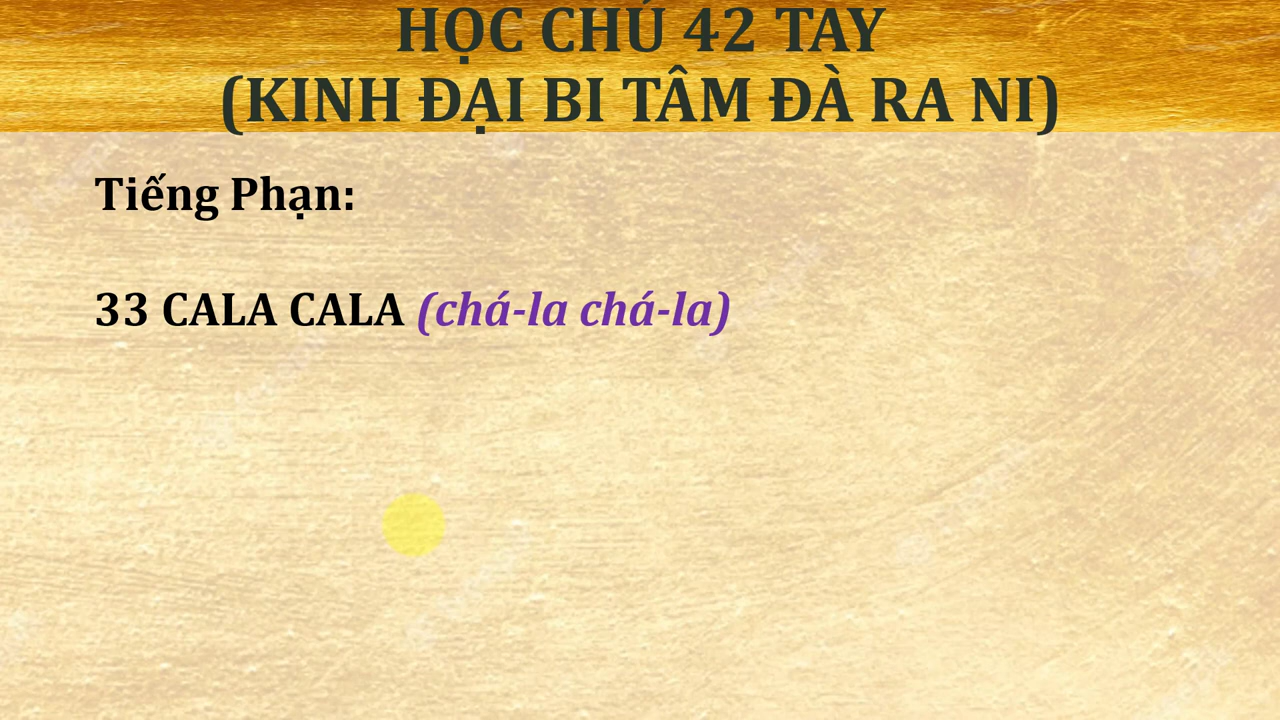 HỌC CHÚ 42 TAY
(KINH ĐẠI BI TÂM ĐÀ RA NI)
Tiếng Phạn:
33 CALA CALA (chá-la chá-la)